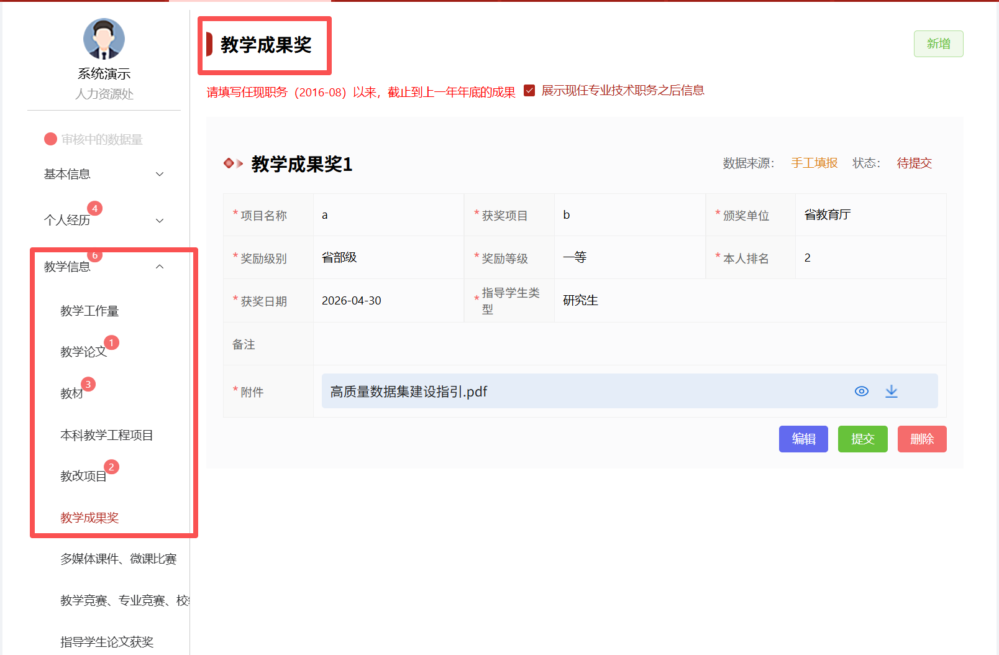 系统演示
人力资源处
审核中的数据量
基本信息
个人经历
4
教学信息
6
教学工作量
教学论文
1
教材
3
本科教学工程项目
教改项目
2
教学成果奖
多媒体课件、微课比赛
教学竞赛、专业竞赛、校
指导学生论文获奖
教学成果奖
新增
请填写任现职务（2016-08）以来，截止到上一年年底的成果 展示现任专业技术职务之后信息
教学成果奖1
数据来源： 手工填报 状态： 待提交
*项目名称 a *获奖项目 b *颁奖单位 省教育厅
*奖励级别 省部级 *奖励等级 一等 *本人排名 2
*获奖日期 2026-04-30 *指导学生类型 研究生
备注
*附件 高质量数据集建设指引.pdf
编辑 提交 删除